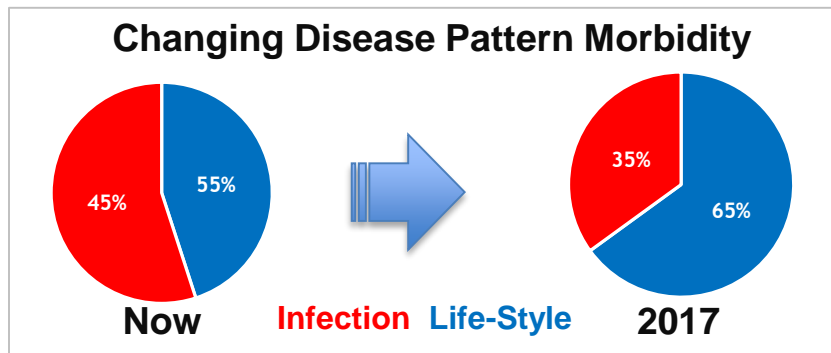 Changing Disease Pattern Morbidity
45%
55%
35%
65%
Now
Infection Life-Style
2017